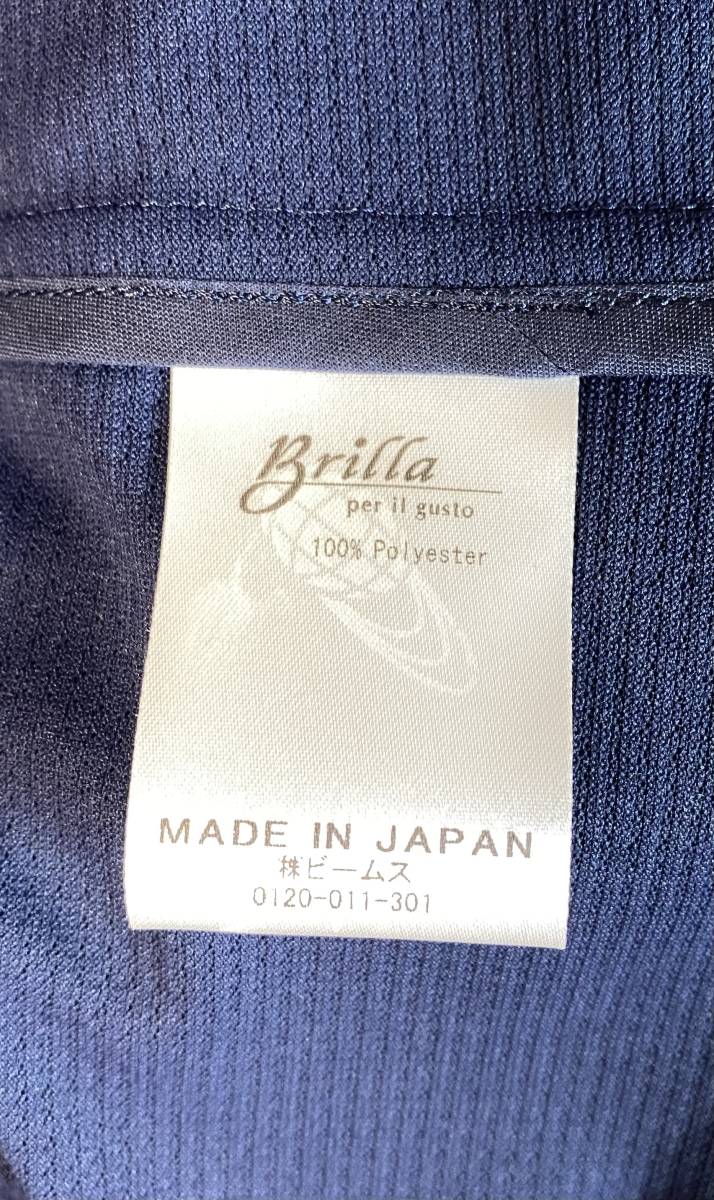 Brilla
per il gusto
100% Polyester
MADE IN JAPAN
株ビームス
0120-011-301